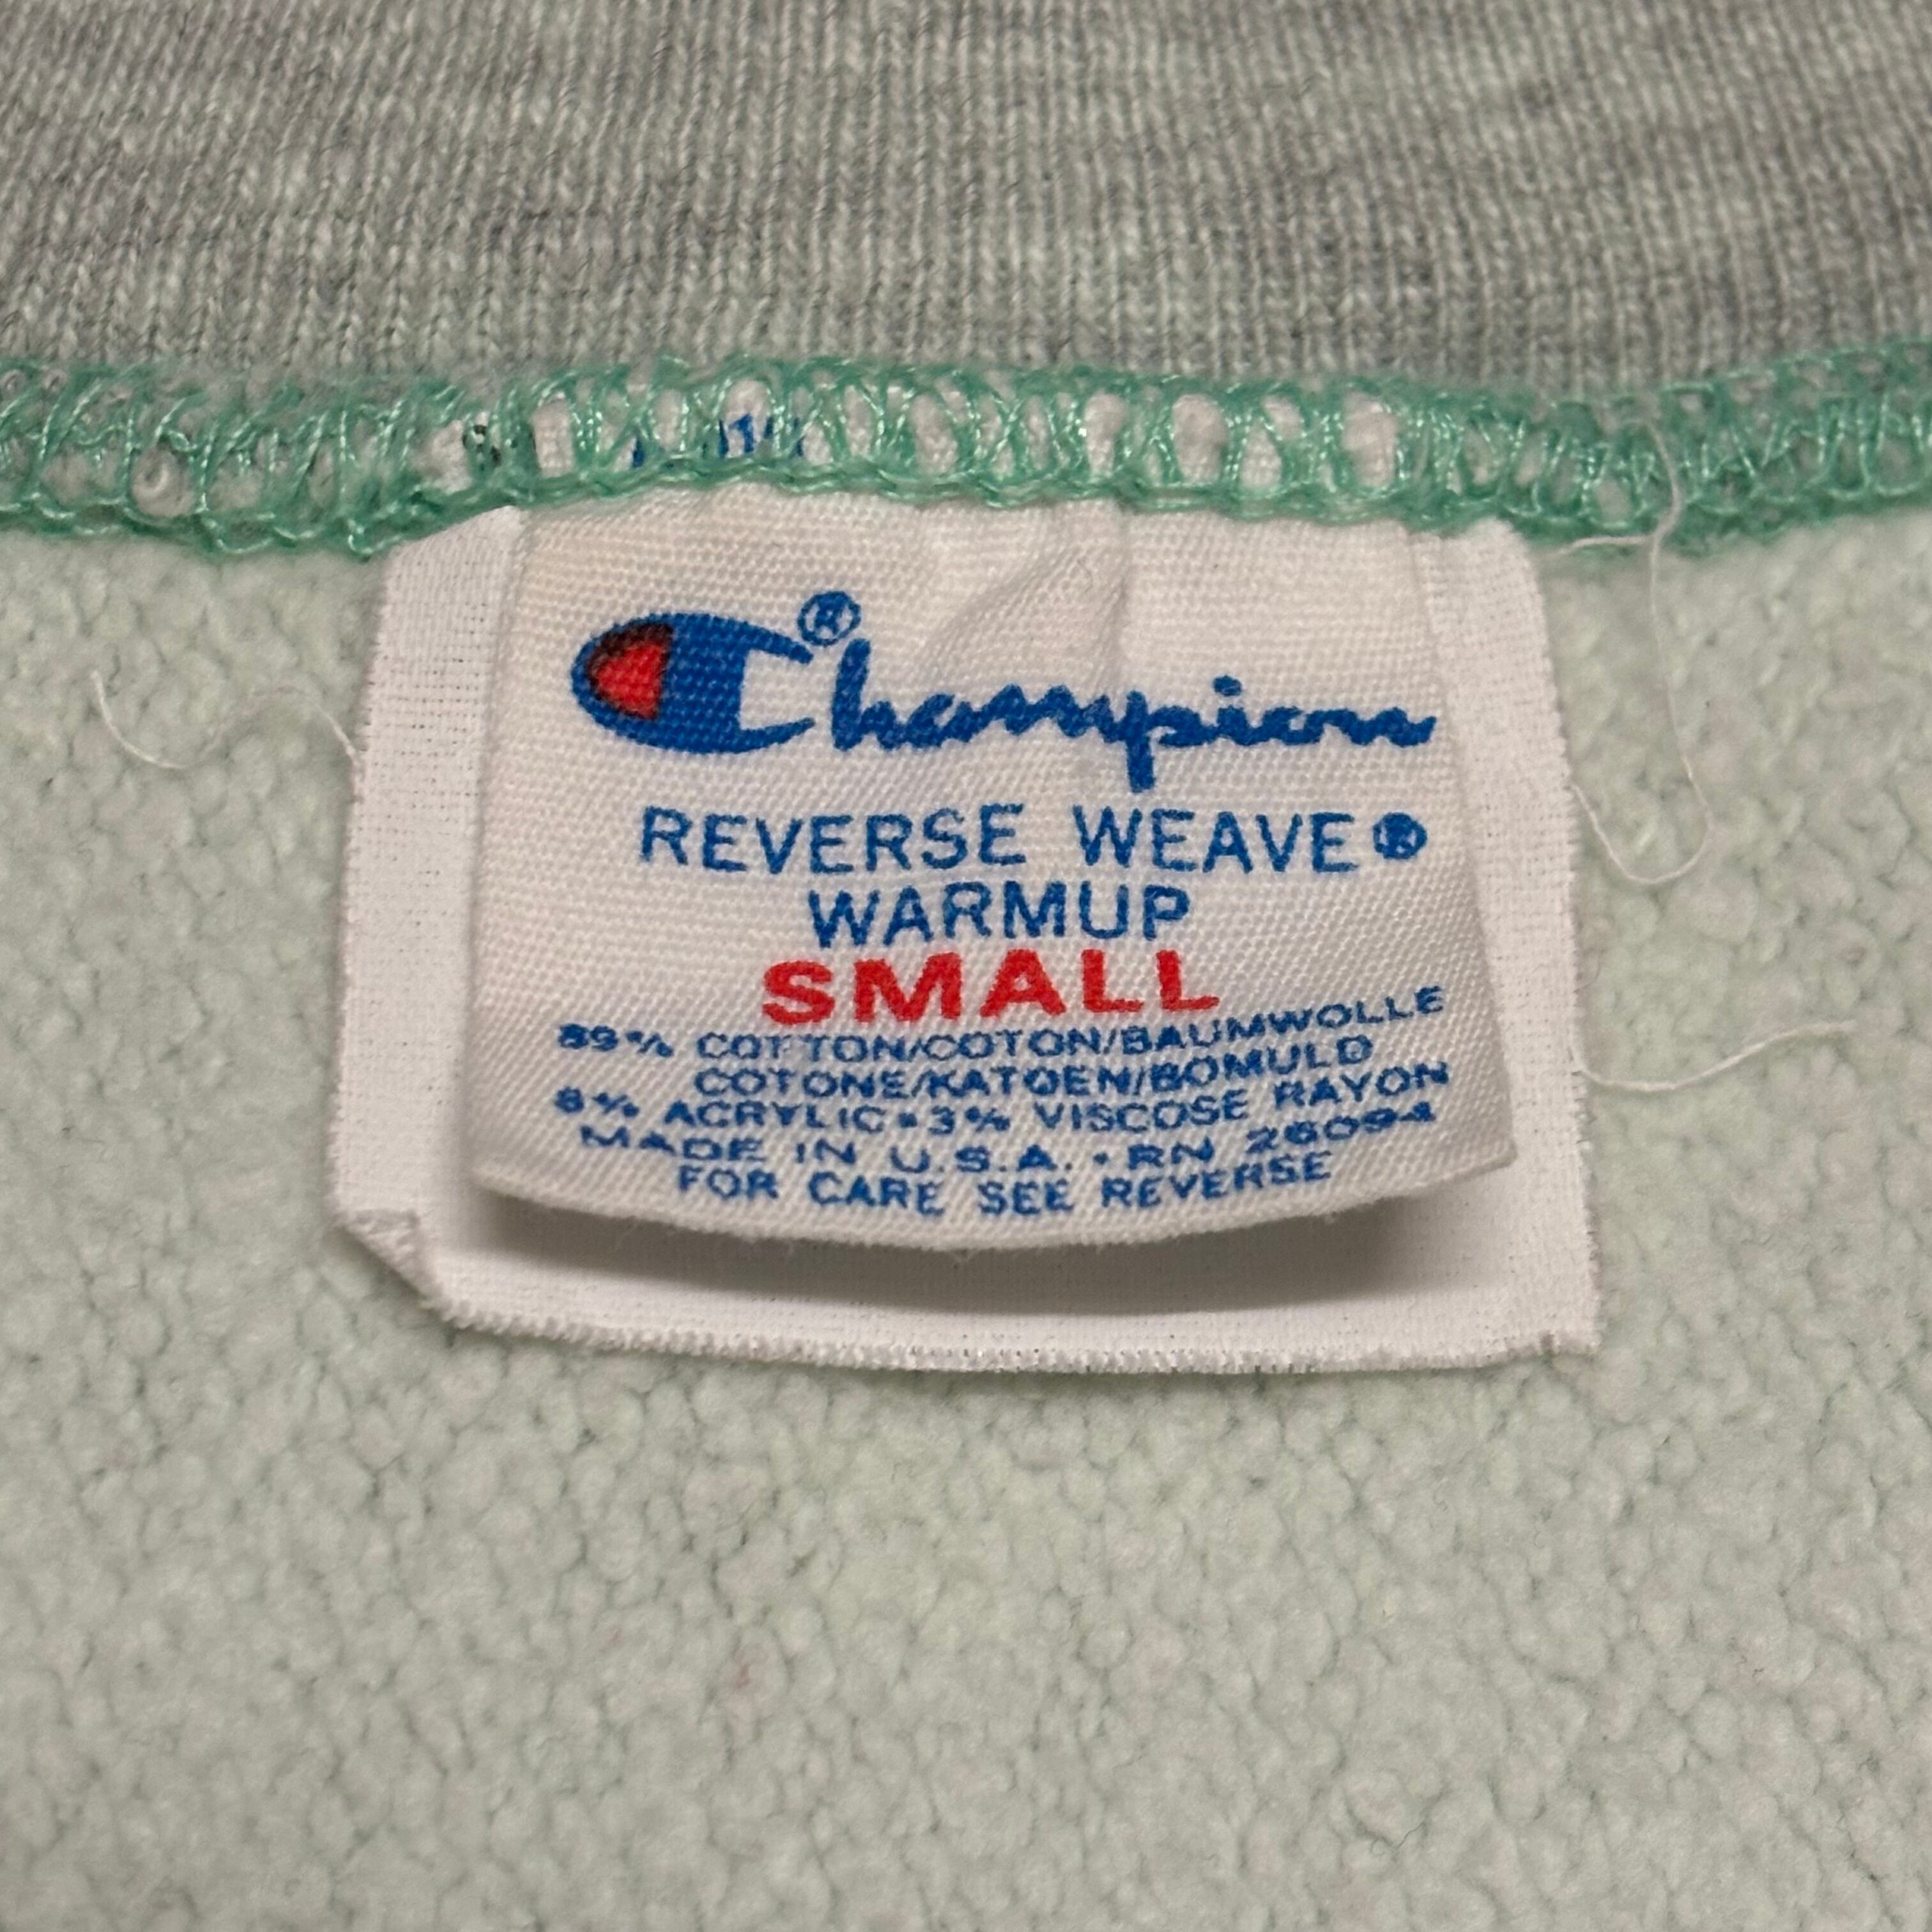 Champion®
REVERSE WEAVE®
WARMUP
SMALL
89% COTTON/COTON/BAUMWOLLE
COTONE/KATOEN/BOMULD
8% ACRYLIC • 3% VISCOSE RAYON
MADE IN U.S.A. • RN 26094
FOR CARE SEE REVERSE